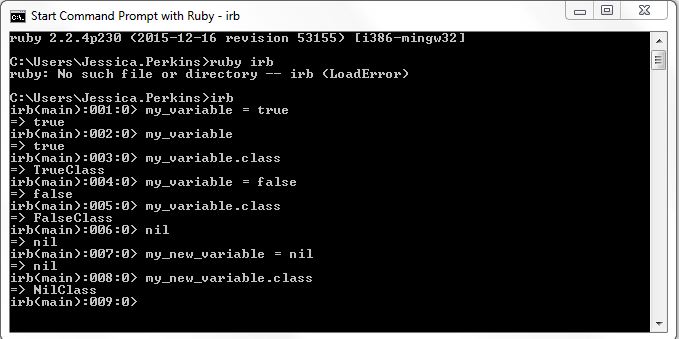 Start Command Prompt with Ruby - irb
ruby 2.2.4p230 (2015-12-16 revision 53155) [i386-mingw32]
C:\Users\Jessica.Perkins>ruby irb
ruby: No such file or directory -- irb (LoadError)
C:\Users\Jessica.Perkins>irb
irb(main):001:0> my_variable = true
=> true
irb(main):002:0> my_variable
=> true
irb(main):003:0> my_variable.class
=> TrueClass
irb(main):004:0> my_variable = false
=> false
irb(main):005:0> my_variable.class
=> FalseClass
irb(main):006:0> nil
=> nil
irb(main):007:0> my_new_variable = nil
=> nil
irb(main):008:0> my_new_variable.class
=> NilClass
irb(main):009:0>